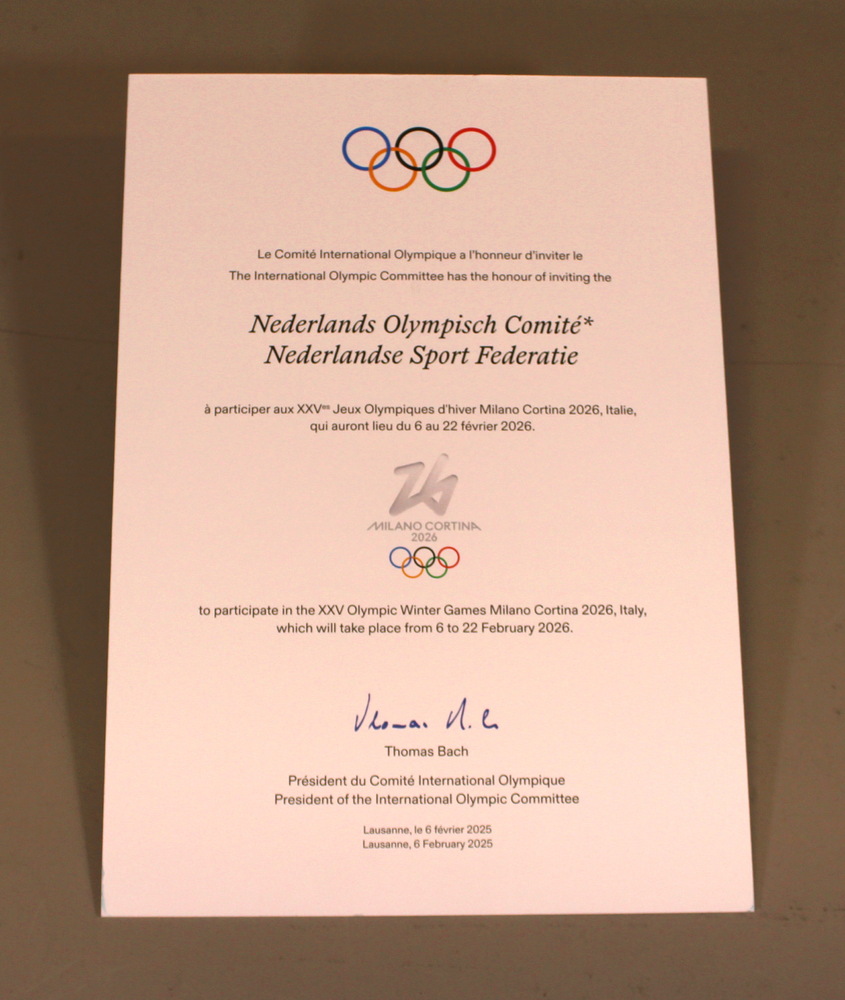 Le Comité International Olympique a l'honneur d'inviter le
The International Olympic Committee has the honour of inviting the
Nederlands Olympisch Comité*
Nederlandse Sport Federatie
à participer aux XXVes Jeux Olympiques d'hiver Milano Cortina 2026, Italie,
qui auront lieu du 6 au 22 février 2026.
26
MILANO CORTINA
2026
to participate in the XXV Olympic Winter Games Milano Cortina 2026, Italy,
which will take place from 6 to 22 February 2026.
Thomas Bach
Président du Comité International Olympique
President of the International Olympic Committee
Lausanne, le 6 février 2025
Lausanne, 6 February 2025